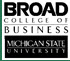 BROAD
COLLEGE OF
BUSINESS
MICHIGAN STATE
UNIVERSITY